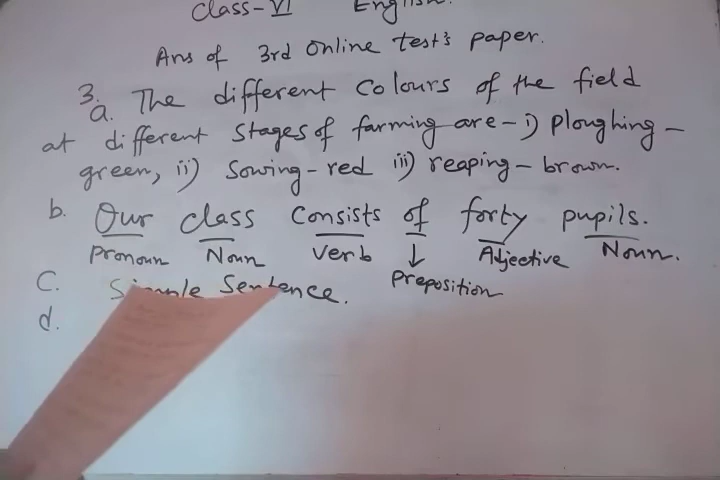 Class-VI English.
Ans of 3rd online test's paper.
3.
a. The different Colours of the field
at different stages of farming are- i) Ploughing-
green, ii) Sowing-red iii) reaping-brown.
b. Our class Consists of forty pupils.
Pronoun Noun Verb ↓ Adjective Noun.
Preposition
C. Simple Sentence.
d.